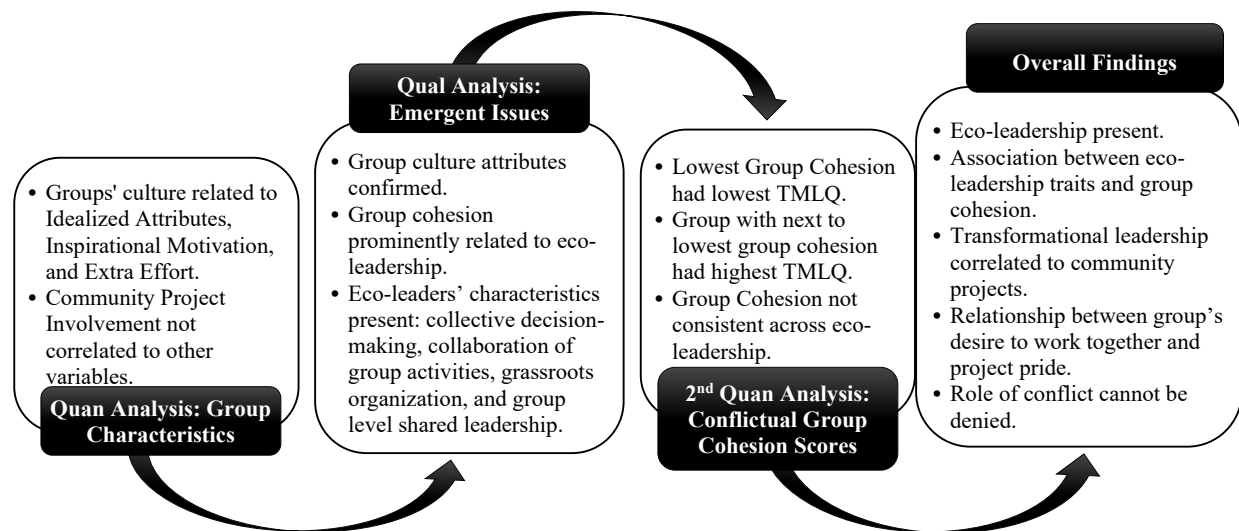 • Groups' culture related to
Idealized Attributes,
Inspirational Motivation,
and Extra Effort.
• Community Project
Involvement not
correlated to other
variables.
Quan Analysis: Group
Characteristics
Qual Analysis:
Emergent Issues
• Group culture attributes
confirmed.
• Group cohesion
prominently related to eco-
leadership.
• Eco-leaders’ characteristics
present: collective decision-
making, collaboration of
group activities, grassroots
organization, and group
level shared leadership.
• Lowest Group Cohesion
had lowest TMLQ.
• Group with next to
lowest group cohesion
had highest TMLQ.
• Group Cohesion not
consistent across eco-
leadership.
2nd Quan Analysis:
Conflictual Group
Cohesion Scores
Overall Findings
• Eco-leadership present.
• Association between eco-
leadership traits and group
cohesion.
• Transformational leadership
correlated to community
projects.
• Relationship between group’s
desire to work together and
project pride.
• Role of conflict cannot be
denied.